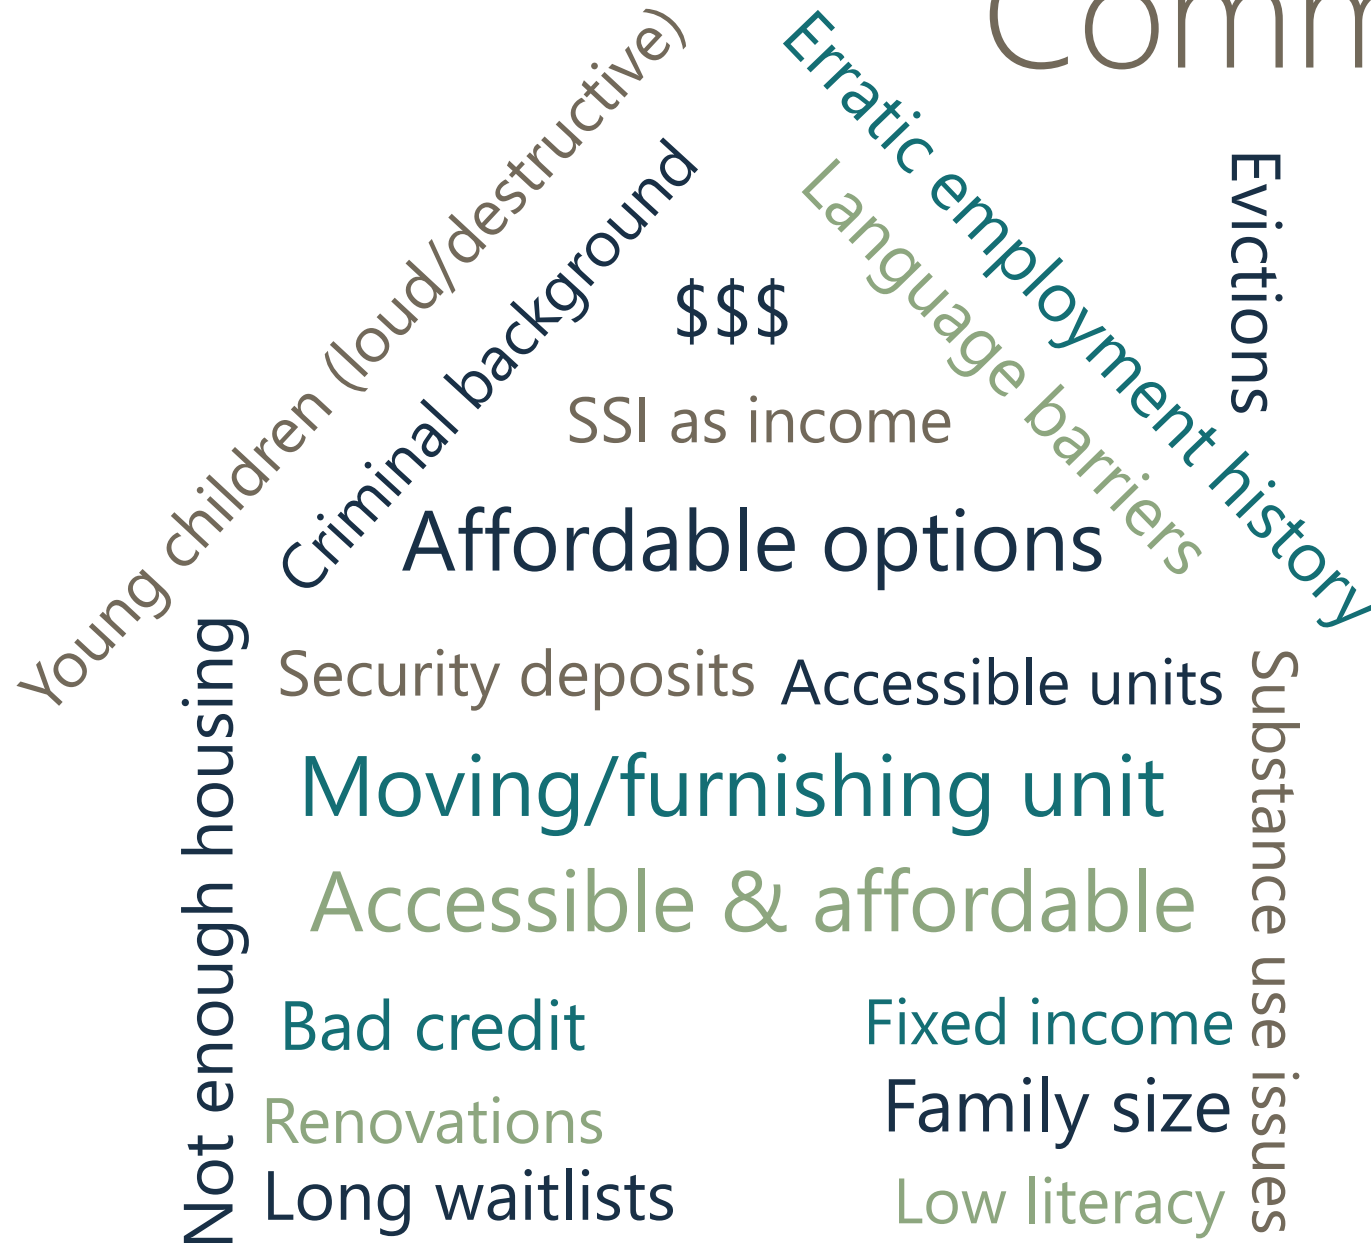 Comm
Young children (loud/destructive)
Criminal background
Erratic employment history
Language barriers
Evictions
$$$
SSI as income
Affordable options
Not enough housing
Security deposits
Accessible units
Substance use issues
Moving/furnishing unit
Accessible & affordable
Bad credit
Fixed income
Renovations
Family size
Long waitlists
Low literacy